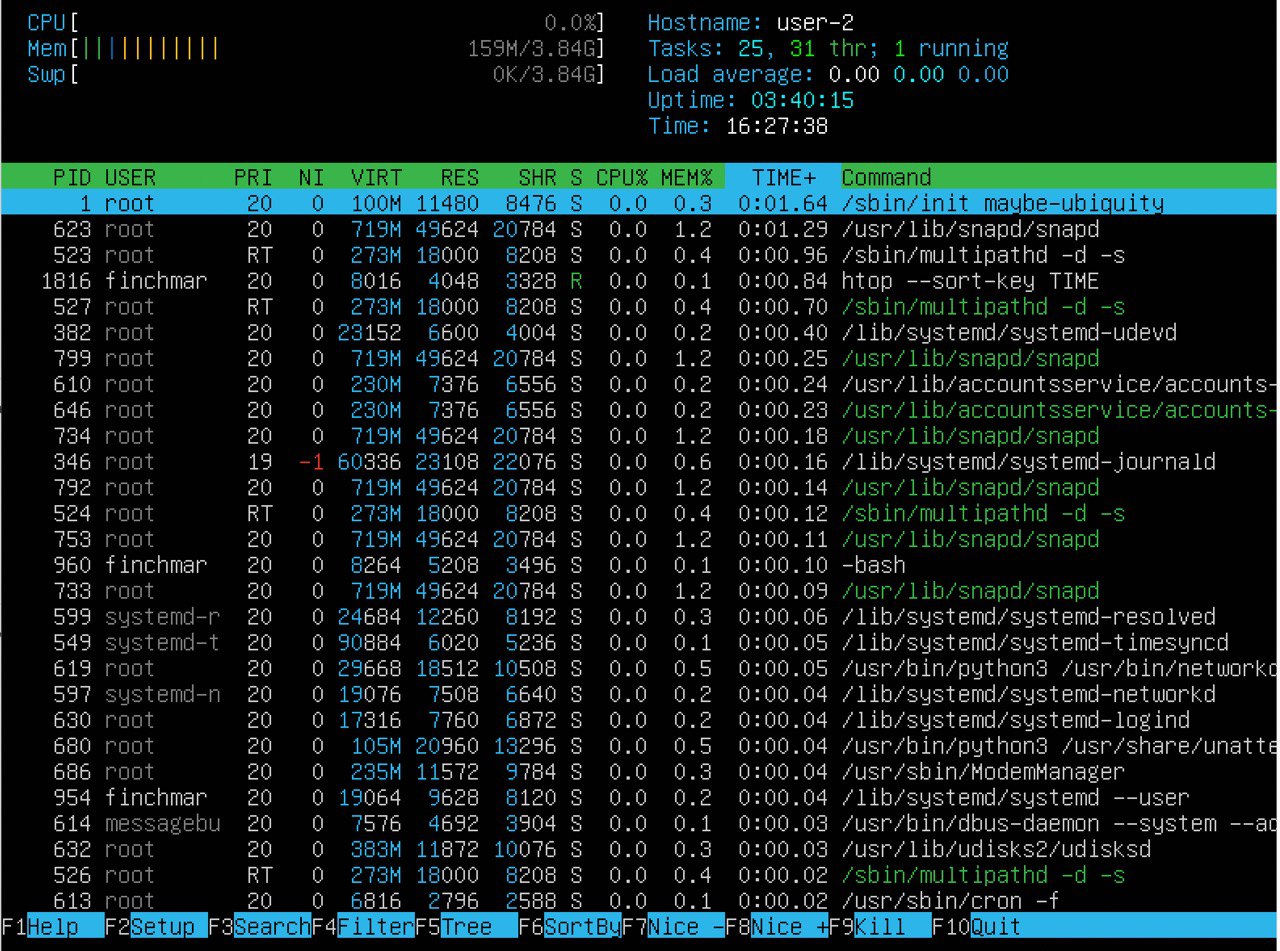 CPU[ 0.0%] Hostname: user-2
Mem[||||||||||| 159M/3.84G] Tasks: 25, 31 thr; 1 running
Swp[ 0K/3.84G] Load average: 0.00 0.00 0.00
Uptime: 03:40:15
Time: 16:27:38
PID USER PRI NI VIRT RES SHR S CPU% MEM% TIME+ Command
1 root 20 0 100M 11480 8476 S 0.0 0.3 0:01.64 /sbin/init maybe-ubiquity
623 root 20 0 719M 49624 20784 S 0.0 1.2 0:01.29 /usr/lib/snapd/snapd
523 root RT 0 273M 18000 8208 S 0.0 0.4 0:00.96 /sbin/multipathd -d -s
1816 finchmar 20 0 8016 4048 3328 R 0.0 0.1 0:00.84 htop --sort-key TIME
527 root RT 0 273M 18000 8208 S 0.0 0.4 0:00.70 /sbin/multipathd -d -s
382 root 20 0 23152 6600 4004 S 0.0 0.2 0:00.40 /lib/systemd/systemd-udevd
799 root 20 0 719M 49624 20784 S 0.0 1.2 0:00.25 /usr/lib/snapd/snapd
610 root 20 0 230M 7376 6556 S 0.0 0.2 0:00.24 /usr/lib/accountsservice/accounts-
646 root 20 0 230M 7376 6556 S 0.0 0.2 0:00.23 /usr/lib/accountsservice/accounts-
734 root 20 0 719M 49624 20784 S 0.0 1.2 0:00.18 /usr/lib/snapd/snapd
346 root 19 -1 60336 23108 22076 S 0.0 0.6 0:00.16 /lib/systemd/systemd-journald
792 root 20 0 719M 49624 20784 S 0.0 1.2 0:00.14 /usr/lib/snapd/snapd
524 root RT 0 273M 18000 8208 S 0.0 0.4 0:00.12 /sbin/multipathd -d -s
753 root 20 0 719M 49624 20784 S 0.0 1.2 0:00.11 /usr/lib/snapd/snapd
960 finchmar 20 0 8264 5208 3496 S 0.0 0.1 0:00.10 -bash
733 root 20 0 719M 49624 20784 S 0.0 1.2 0:00.09 /usr/lib/snapd/snapd
599 systemd-r 20 0 24684 12260 8192 S 0.0 0.3 0:00.06 /lib/systemd/systemd-resolved
549 systemd-t 20 0 90884 6020 5236 S 0.0 0.1 0:00.05 /lib/systemd/systemd-timesyncd
619 root 20 0 29668 18512 10508 S 0.0 0.5 0:00.05 /usr/bin/python3 /usr/bin/networkd
597 systemd-n 20 0 19076 7508 6640 S 0.0 0.2 0:00.04 /lib/systemd/systemd-networkd
630 root 20 0 17316 7760 6872 S 0.0 0.2 0:00.04 /lib/systemd/systemd-logind
680 root 20 0 105M 20960 13296 S 0.0 0.5 0:00.04 /usr/bin/python3 /usr/share/unatte
686 root 20 0 235M 11572 9784 S 0.0 0.3 0:00.04 /usr/sbin/ModemManager
954 finchmar 20 0 19064 9628 8120 S 0.0 0.2 0:00.04 /lib/systemd/systemd --user
614 messagebu 20 0 7576 4692 3904 S 0.0 0.1 0:00.03 /usr/bin/dbus-daemon --system --ad
632 root 20 0 383M 11872 10076 S 0.0 0.3 0:00.03 /usr/lib/udisks2/udisksd
526 root RT 0 273M 18000 8208 S 0.0 0.4 0:00.02 /sbin/multipathd -d -s
613 root 20 0 6816 2796 2588 S 0.0 0.1 0:00.02 /usr/sbin/cron -f
F1Help F2Setup F3SearchF4FilterF5Tree F6SortByF7Nice -F8Nice +F9Kill F10Quit